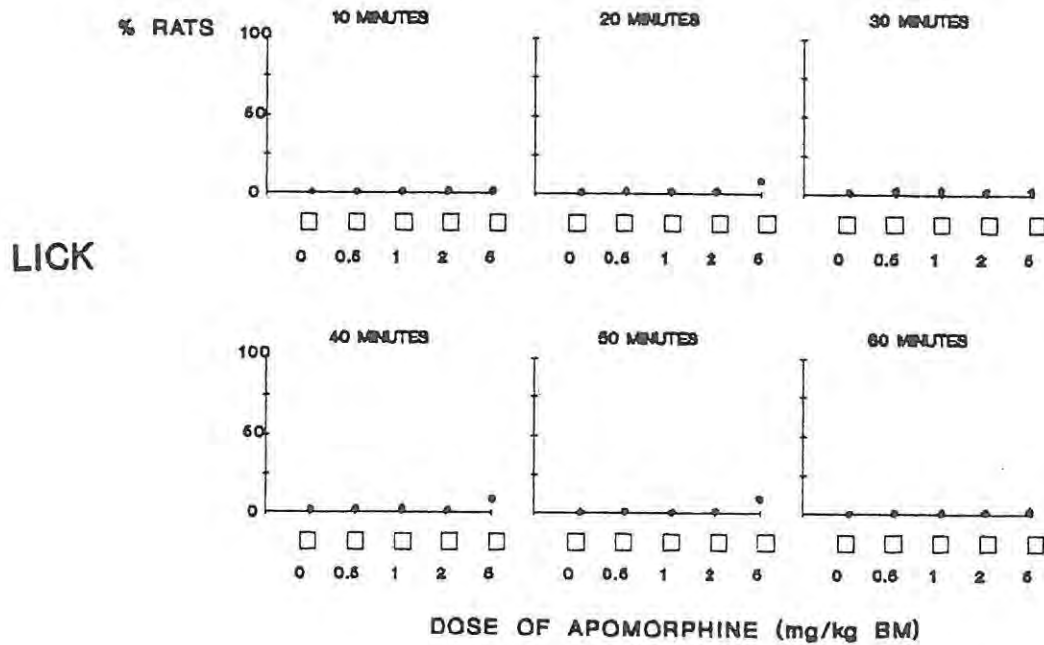 % RATS
10 MINUTES
20 MINUTES
30 MINUTES
100
50
0
0 0.5 1 2 5
0 0.5 1 2 5
0 0.5 1 2 5
LICK
40 MINUTES
50 MINUTES
60 MINUTES
100
50
0
0 0.5 1 2 5
0 0.5 1 2 5
0 0.5 1 2 5
DOSE OF APOMORPHINE (mg/kg BM)